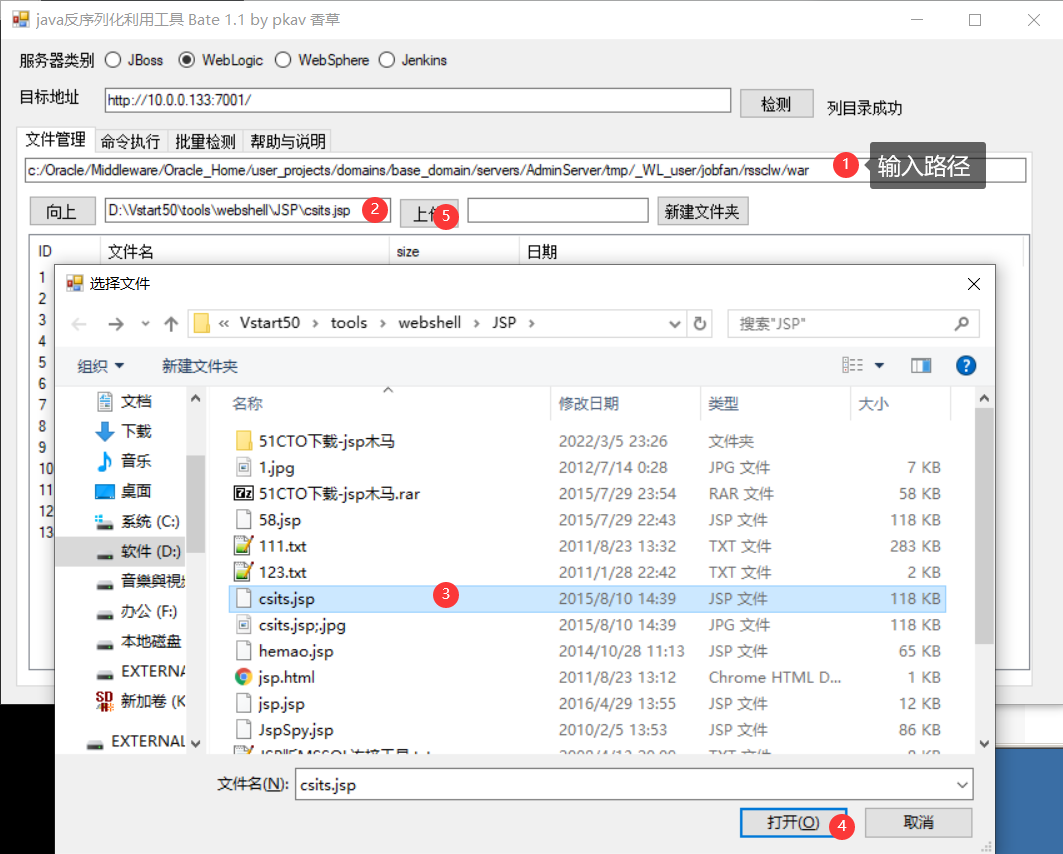 java反序列化利用工具 Bate 1.1 by pkav 香草
服务器类别 JBoss WebLogic WebSphere Jenkins
目标地址 http://10.0.0.133:7001/ 检测 列目录成功
文件管理 命令执行 批量检测 帮助与说明
c:/Oracle/Middleware/Oracle_Home/user_projects/domains/base_domain/servers/AdminServer/tmp/_WL_user/jobfan/rssclw/war 1 输入路径
向上 D:\Vstart50\tools\webshell\JSP\csits.jsp 2 上 5 新建文件夹
ID 文件名 size 日期
1
2
3
4
5
6
7
8
9
10
11
12
13
选择文件
« Vstart50 › tools › webshell › JSP › 搜索"JSP"
组织 新建文件夹
文档
下载
音乐
桌面
系统 (C:)
软件 (D:)
音樂與視
办公 (F:)
本地磁盘
EXTERNA
新加卷 (K
EXTERNAL
名称 修改日期 类型 大小
51CTO下载-jsp木马 2022/3/5 23:26 文件夹
1.jpg 2012/7/14 0:28 JPG 文件 7 KB
51CTO下载-jsp木马.rar 2015/7/29 23:54 RAR 文件 58 KB
58.jsp 2015/7/29 22:43 JSP 文件 118 KB
111.txt 2011/8/23 13:32 TXT 文件 283 KB
123.txt 2011/1/28 22:42 TXT 文件 2 KB
csits.jsp 3 2015/8/10 14:39 JSP 文件 118 KB
csits.jsp;.jpg 2015/8/10 14:39 JPG 文件 118 KB
hemao.jsp 2014/10/28 11:13 JSP 文件 65 KB
jsp.html 2011/8/23 13:12 Chrome HTML D... 1 KB
jsp.jsp 2016/4/29 13:55 JSP 文件 12 KB
JspSpy.jsp 2010/2/5 13:53 JSP 文件 86 KB
文件名(N): csits.jsp
打开(O) 4 取消